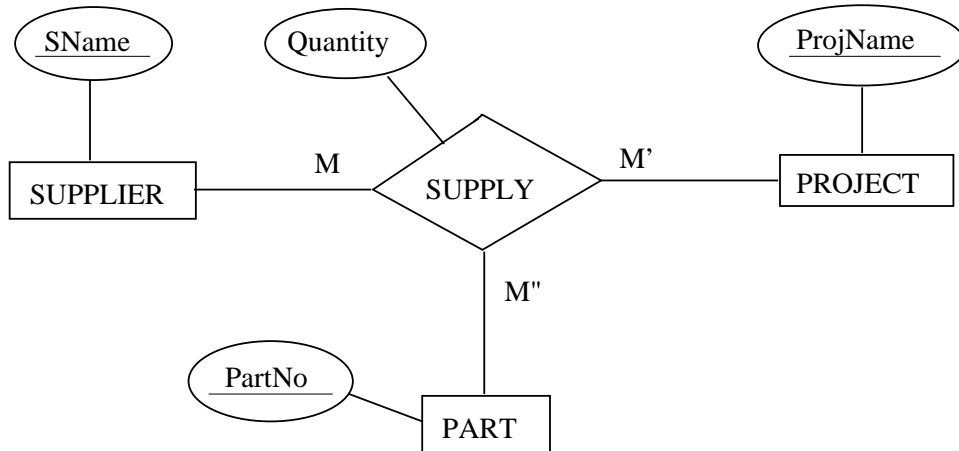 SName
Quantity
ProjName
M
M’
SUPPLIER
SUPPLY
PROJECT
M"
PartNo
PART